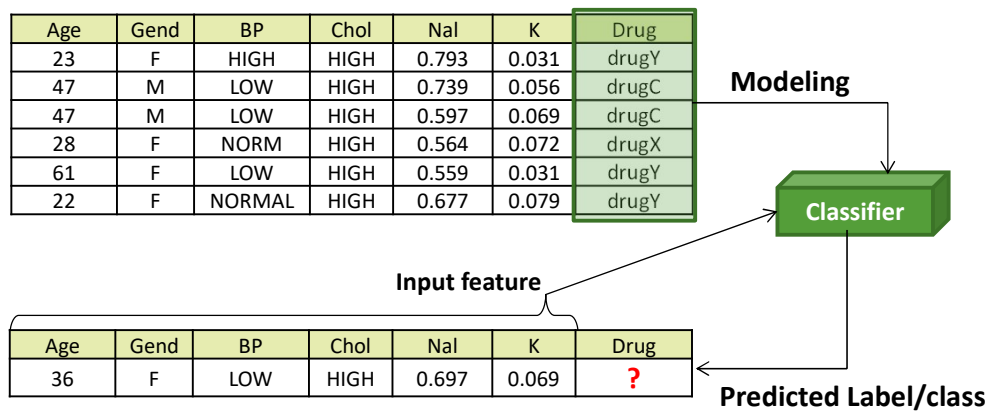 Age Gend BP Chol Nal K Drug
23 F HIGH HIGH 0.793 0.031 drugY
47 M LOW HIGH 0.739 0.056 drugC
47 M LOW HIGH 0.597 0.069 drugC
28 F NORM HIGH 0.564 0.072 drugX
61 F LOW HIGH 0.559 0.031 drugY
22 F NORMAL HIGH 0.677 0.079 drugY
Modeling
Classifier
Input feature
Age Gend BP Chol Nal K Drug
36 F LOW HIGH 0.697 0.069 ?
Predicted Label/class